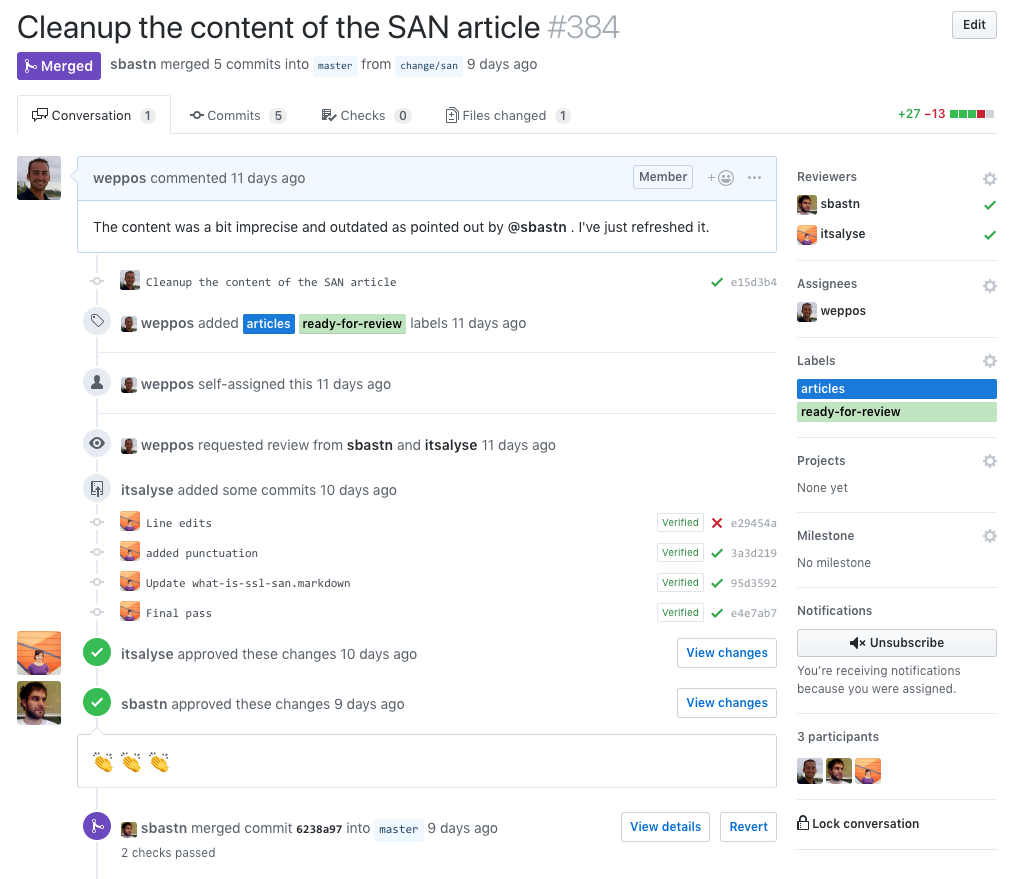 Cleanup the content of the SAN article #384
Edit
Merged sbastn merged 5 commits into master from change/san 9 days ago
Conversation 1 Commits 5 Checks 0 Files changed 1 +27 −13
weppos commented 11 days ago Member
The content was a bit imprecise and outdated as pointed out by @sbastn . I've just refreshed it.
Cleanup the content of the SAN article e15d3b4
weppos added articles ready-for-review labels 11 days ago
weppos self-assigned this 11 days ago
weppos requested review from sbastn and itsalyse 11 days ago
itsalyse added some commits 10 days ago
Line edits Verified e29454a
added punctuation Verified 3a3d219
Update what-is-ssl-san.markdown Verified 95d3592
Final pass Verified e4e7ab7
itsalyse approved these changes 10 days ago View changes
sbastn approved these changes 9 days ago View changes
👏 👏 👏
sbastn merged commit 6238a97 into master 9 days ago View details Revert
2 checks passed
Reviewers
sbastn
itsalyse
Assignees
weppos
Labels
articles
ready-for-review
Projects
None yet
Milestone
No milestone
Notifications
Unsubscribe
You’re receiving notifications
because you were assigned.
3 participants
Lock conversation